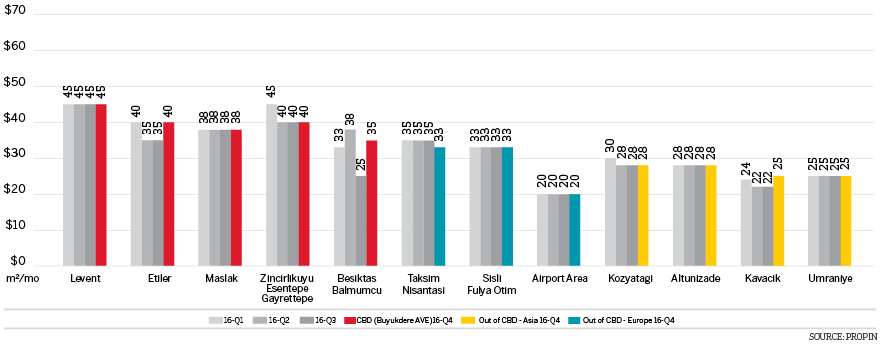 $70
$60
$50
$40
$30
$20
$10
$0
m²/mo
45 45 45 45
40 35 35 40
38 38 38 38
45 40 40 40
33 38 25 35
35 35 35 33
33 33 33 33
20 20 20 20
30 28 28 28
28 28 28 28
24 22 22 25
25 25 25 25
Levent
Etiler
Maslak
Zincirlikuyu
Esentepe
Gayrettepe
Besiktas
Balmumcu
Taksim
Nisantasi
Sisli
Fulya Otim
Airport Area
Kozyatagi
Altunizade
Kavacik
Umraniye
16-Q1 16-Q2 16-Q3 CBD (Buyukdere AVE)16-Q4 Out of CBD - Asia 16-Q4 Out of CBD - Europe 16-Q4
SOURCE: PROPIN